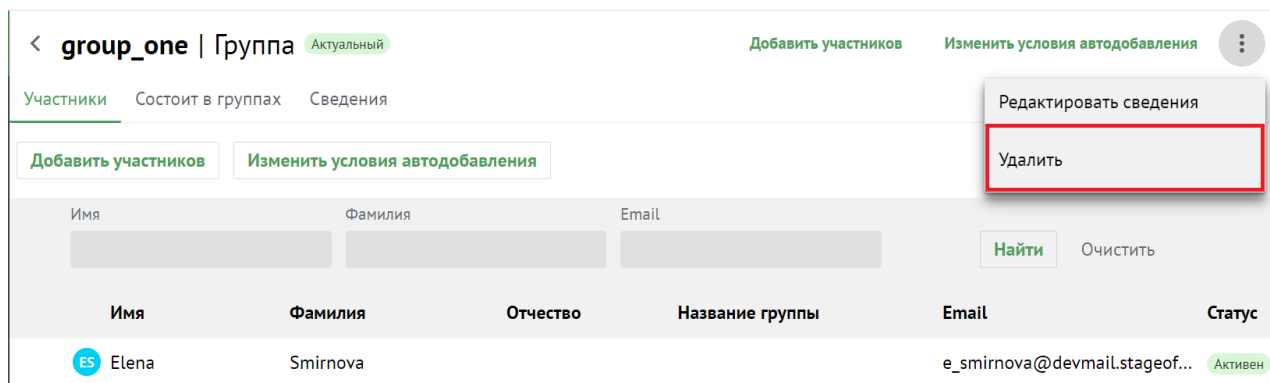 group_one | Группа Актуальный Добавить участников Изменить условия автодобавления
Участники Состоит в группах Сведения
Редактировать сведения
Удалить
Добавить участников Изменить условия автодобавления
Имя Фамилия Email
Найти Очистить
Имя Фамилия Отчество Название группы Email Статус
ES Elena Smirnova e_smirnova@devmail.stageof... Активен